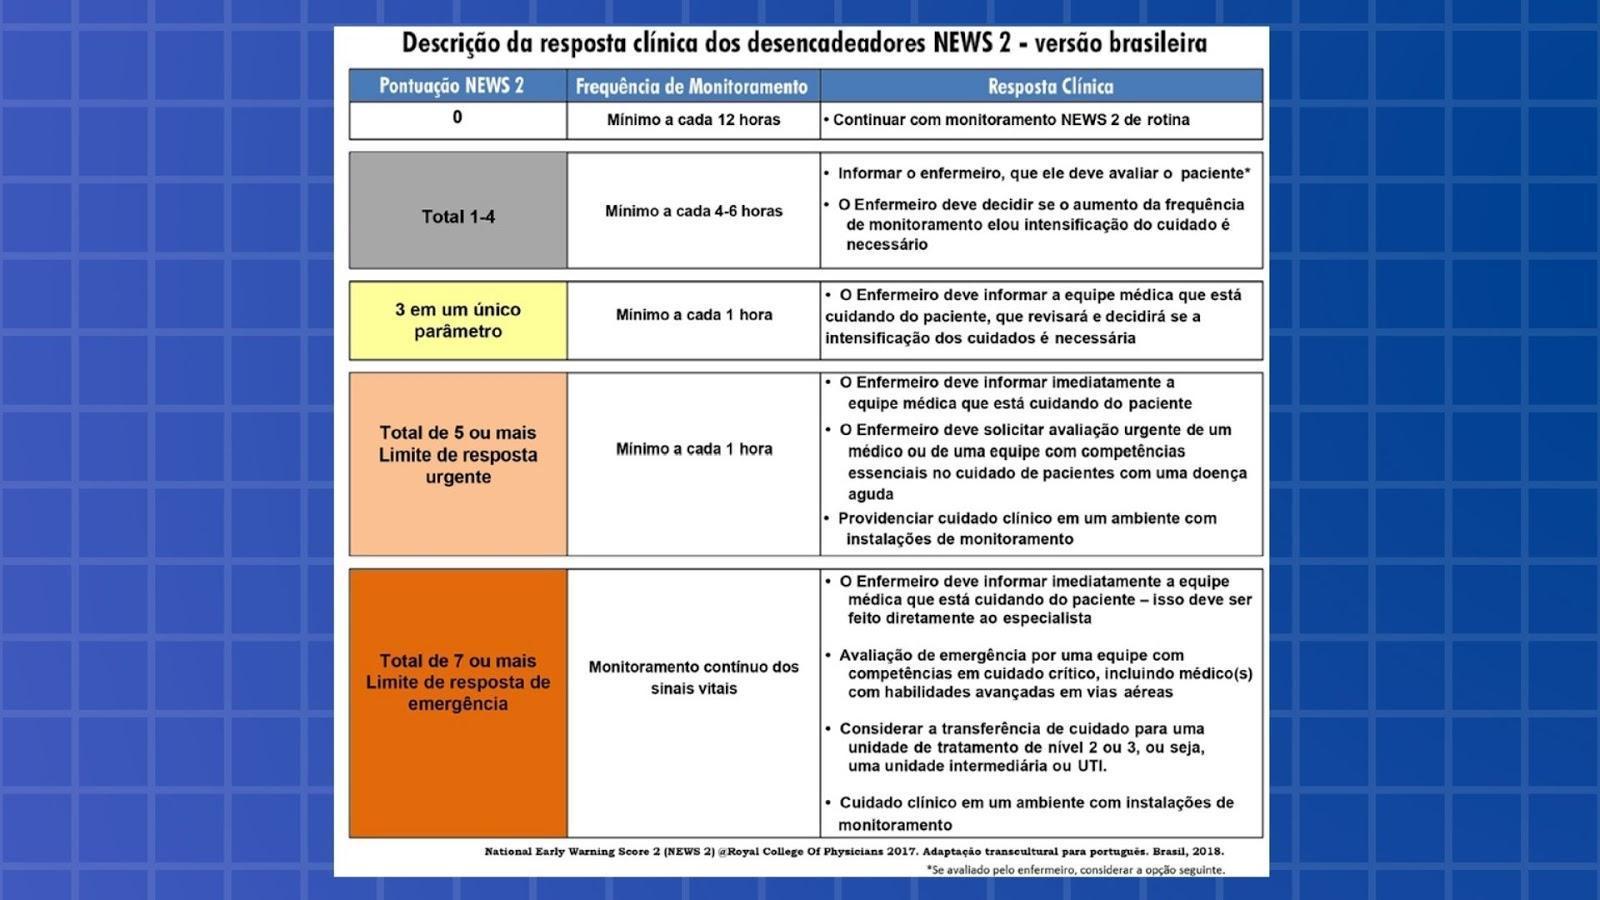 Descrição da resposta clínica dos desencadeadores NEWS 2 - versão brasileira
Pontuação NEWS 2
Frequência de Monitoramento
Resposta Clínica
0
Mínimo a cada 12 horas
• Continuar com monitoramento NEWS 2 de rotina
Total 1-4
Mínimo a cada 4-6 horas
• Informar o enfermeiro, que ele deve avaliar o paciente*
• O Enfermeiro deve decidir se o aumento da frequência
de monitoramento elou intensificação do cuidado é
necessário
3 em um único
parâmetro
Mínimo a cada 1 hora
• O Enfermeiro deve informar a equipe médica que está
cuidando do paciente, que revisará e decidirá se a
intensificação dos cuidados é necessária
Total de 5 ou mais
Limite de resposta
urgente
Mínimo a cada 1 hora
• O Enfermeiro deve informar imediatamente a
equipe médica que está cuidando do paciente
• O Enfermeiro deve solicitar avaliação urgente de um
médico ou de uma equipe com competências
essenciais no cuidado de pacientes com uma doença
aguda
• Providenciar cuidado clínico em um ambiente com
instalações de monitoramento
Total de 7 ou mais
Limite de resposta de
emergência
Monitoramento contínuo dos
sinais vitais
• O Enfermeiro deve informar imediatamente a equipe
médica que está cuidando do paciente – isso deve ser
feito diretamente ao especialista
• Avaliação de emergência por uma equipe com
competências em cuidado crítico, incluindo médico(s)
com habilidades avançadas em vias aéreas
• Considerar a transferência de cuidado para uma
unidade de tratamento de nível 2 ou 3, ou seja,
uma unidade intermediária ou UTI.
• Cuidado clínico em um ambiente com instalações de
monitoramento
National Early Warning Score 2 (NEWS 2) @Royal College Of Physicians 2017. Adaptação transcultural para português. Brasil, 2018.
*Se avaliado pelo enfermeiro, considerar a opção seguinte.